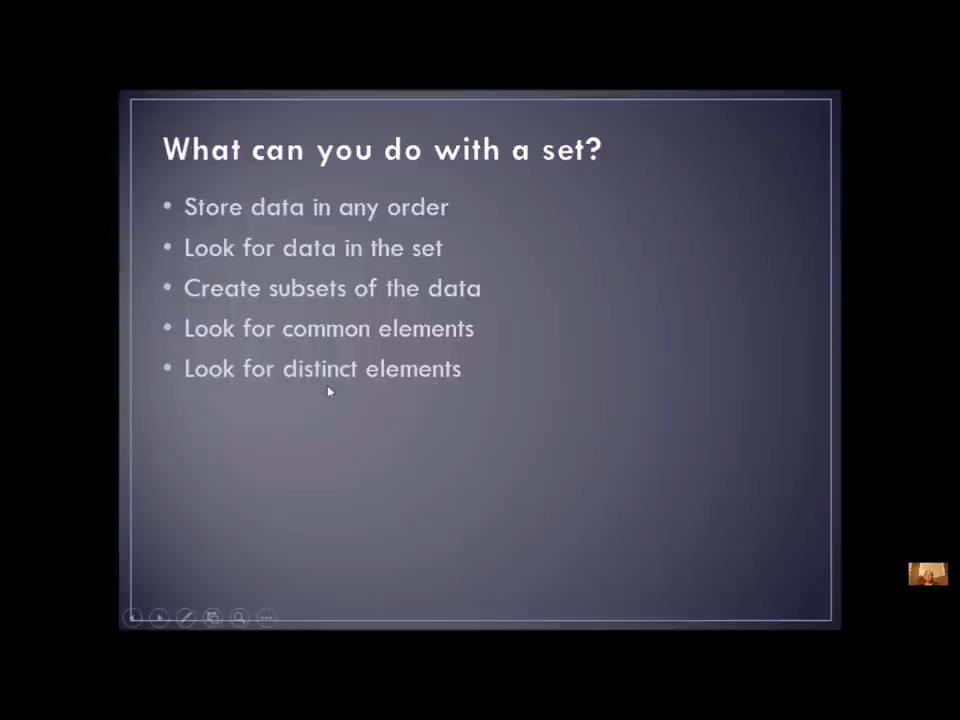 What can you do with a set?
• Store data in any order
• Look for data in the set
• Create subsets of the data
• Look for common elements
• Look for distinct elements